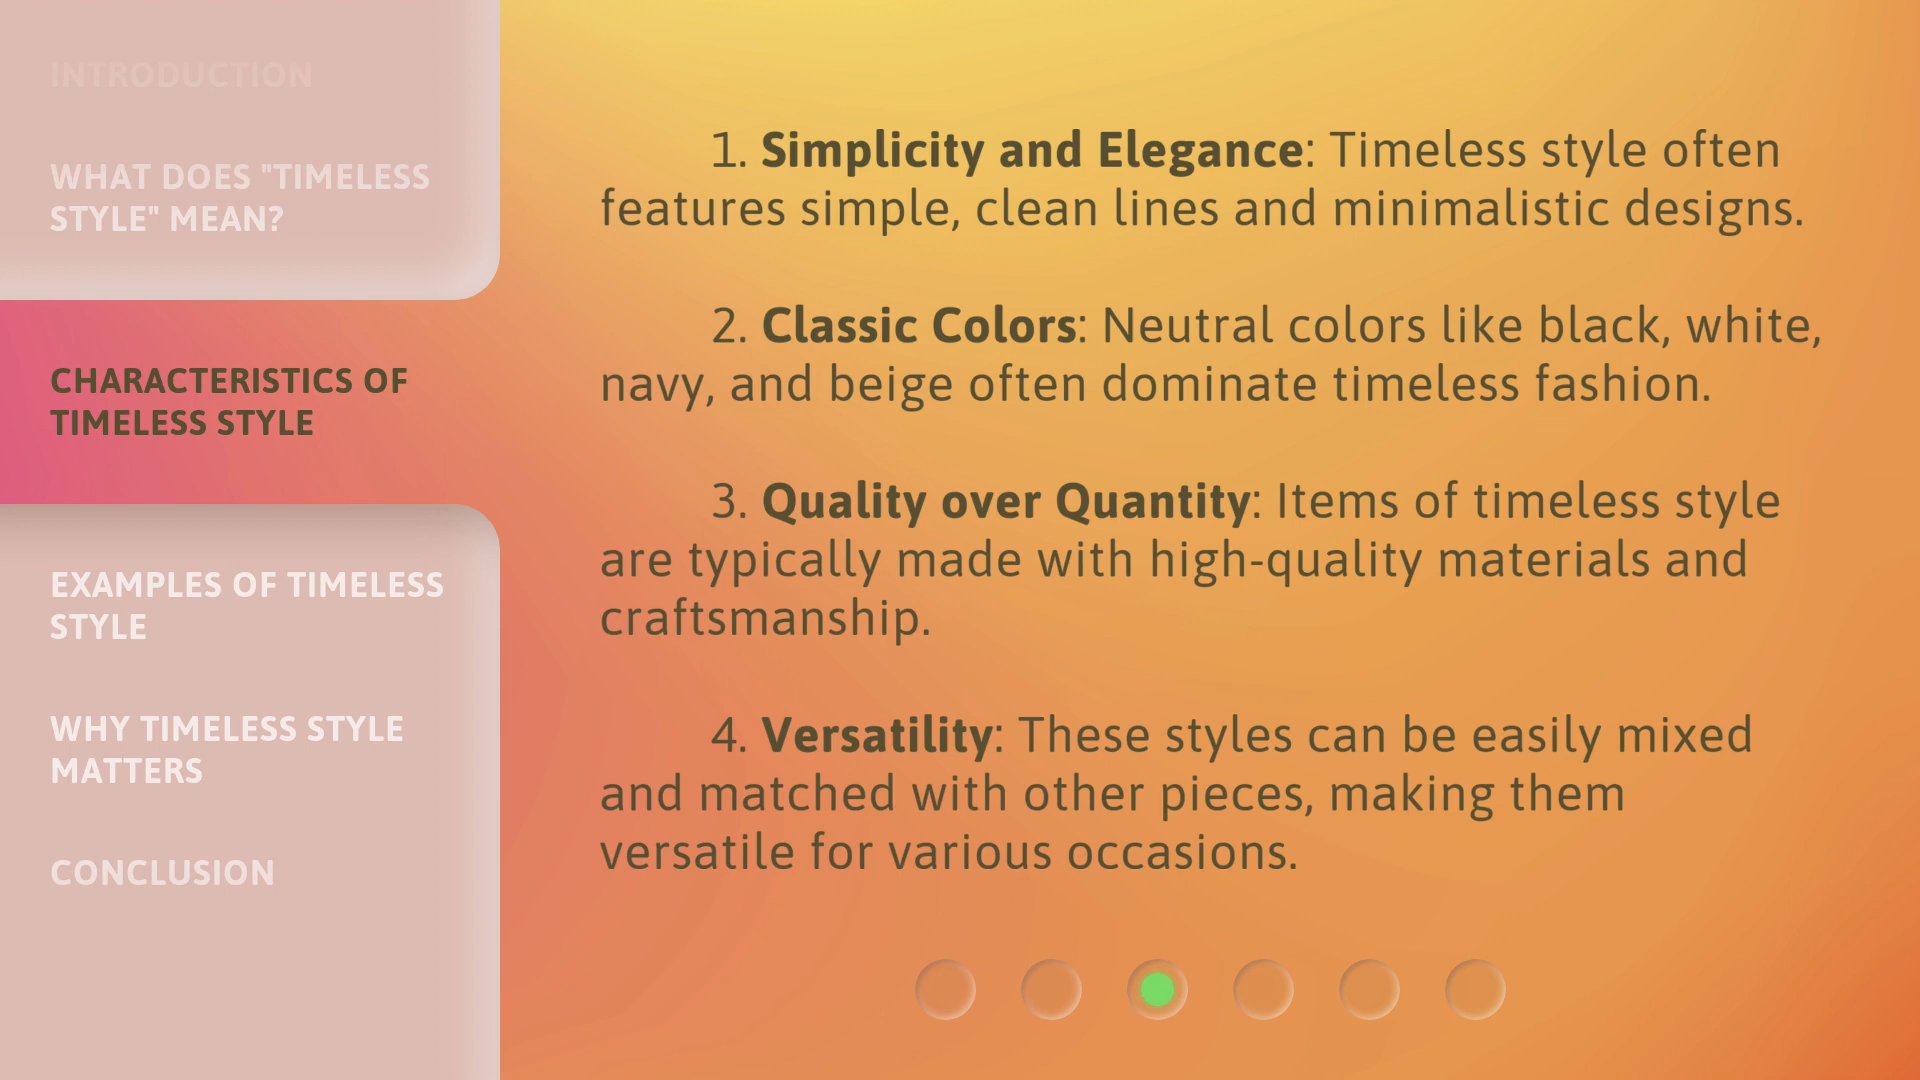 INTRODUCTION
WHAT DOES "TIMELESS
STYLE" MEAN?
CHARACTERISTICS OF
TIMELESS STYLE
EXAMPLES OF TIMELESS
STYLE
WHY TIMELESS STYLE
MATTERS
CONCLUSION
1. Simplicity and Elegance: Timeless style often
features simple, clean lines and minimalistic designs.
2. Classic Colors: Neutral colors like black, white,
navy, and beige often dominate timeless fashion.
3. Quality over Quantity: Items of timeless style
are typically made with high-quality materials and
craftsmanship.
4. Versatility: These styles can be easily mixed
and matched with other pieces, making them
versatile for various occasions.